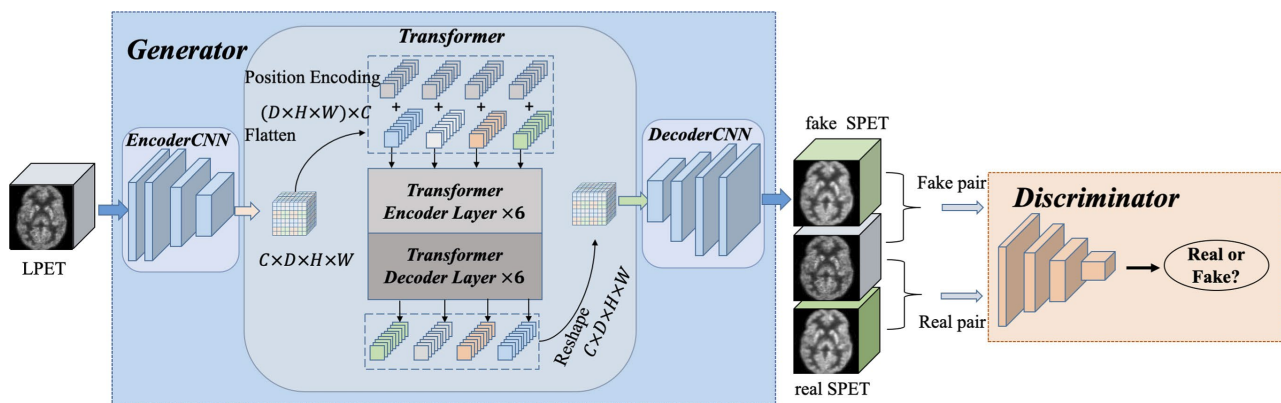 Generator
Transformer
Position Encoding
+ + + +
(D×H×W)×C
Flatten
EncoderCNN
DecoderCNN
LPET
C×D×H×W
Transformer
Encoder Layer ×6
Transformer
Decoder Layer ×6
Reshape
C×D×H×W
fake SPET
real SPET
Fake pair
Real pair
Discriminator
Real or
Fake?